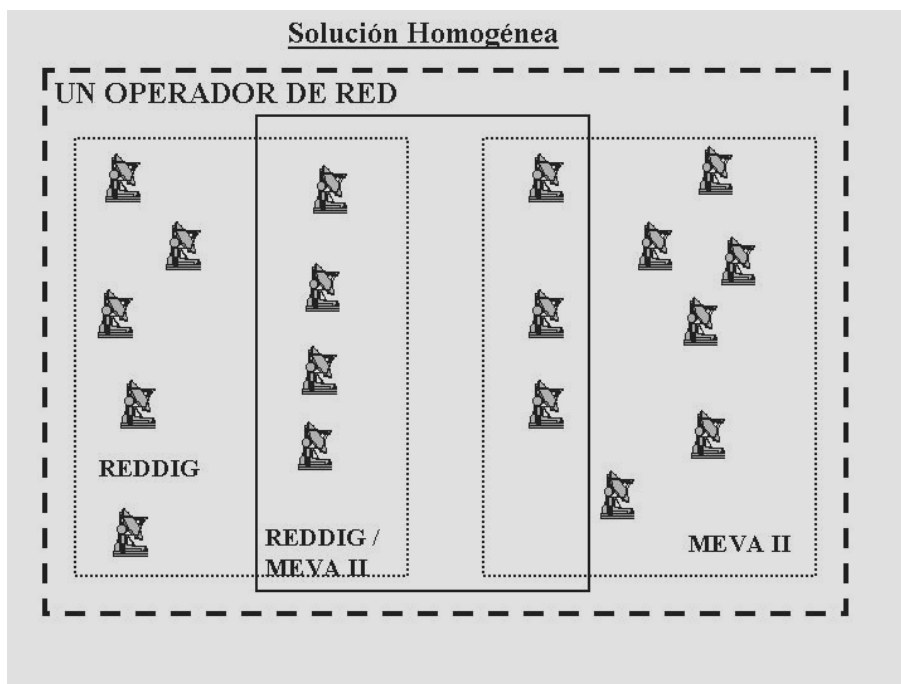 Solución Homogénea
UN OPERADOR DE RED
REDDIG
REDDIG /
MEVA II
MEVA II